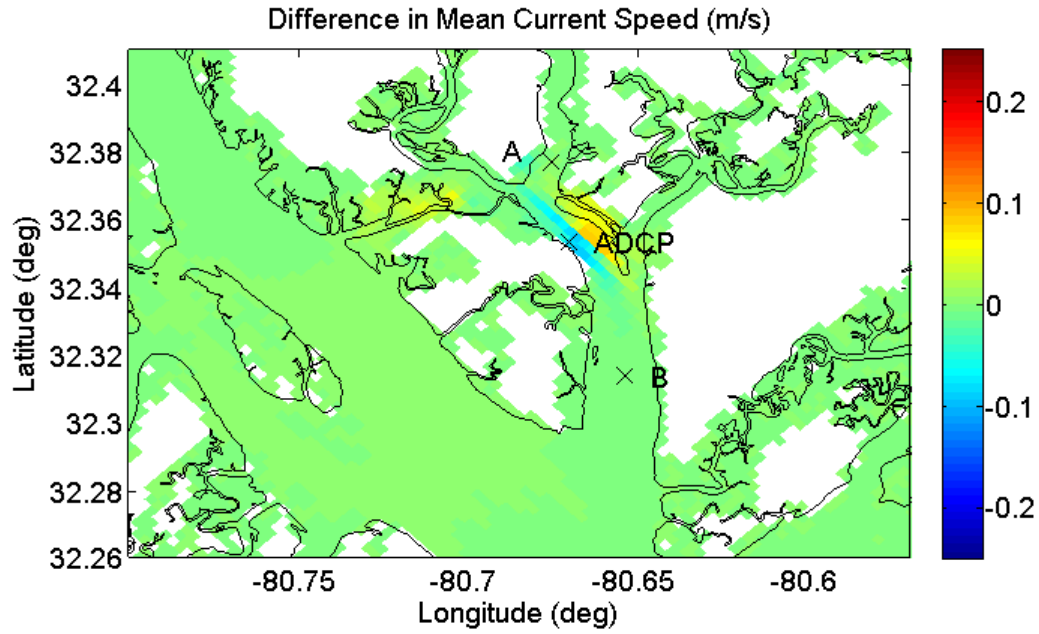 Difference in Mean Current Speed (m/s)
32.4
32.38
32.36
32.34
32.32
32.3
32.28
32.26
Latitude (deg)
A
ADCP
B
-80.75
-80.7
-80.65
-80.6
Longitude (deg)
0.2
0.1
0
-0.1
-0.2